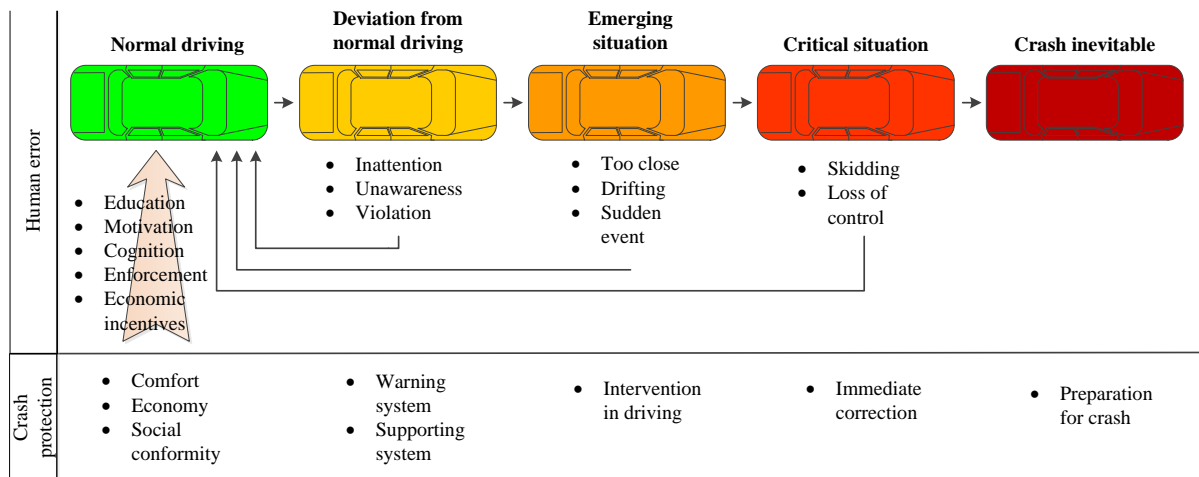 Normal driving
Deviation from
normal driving
Emerging
situation
Critical situation
Crash inevitable
Human error
• Education
• Motivation
• Cognition
• Enforcement
• Economic
incentives
• Inattention
• Unawareness
• Violation
• Too close
• Drifting
• Sudden
event
• Skidding
• Loss of
control
Crash
protection
• Comfort
• Economy
• Social
conformity
• Warning
system
• Supporting
system
• Intervention
in driving
• Immediate
correction
• Preparation
for crash